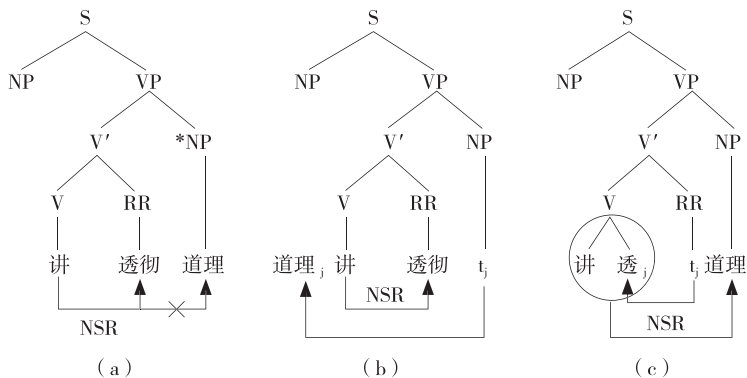 S S S
NP VP NP VP NP VP
V′ *NP V′ NP V′ NP
V RR V RR V RR
讲 透彻 道理 道理j 讲 透彻 tj 讲 透j tj 道理
NSR NSR NSR
（a） （b） （c）